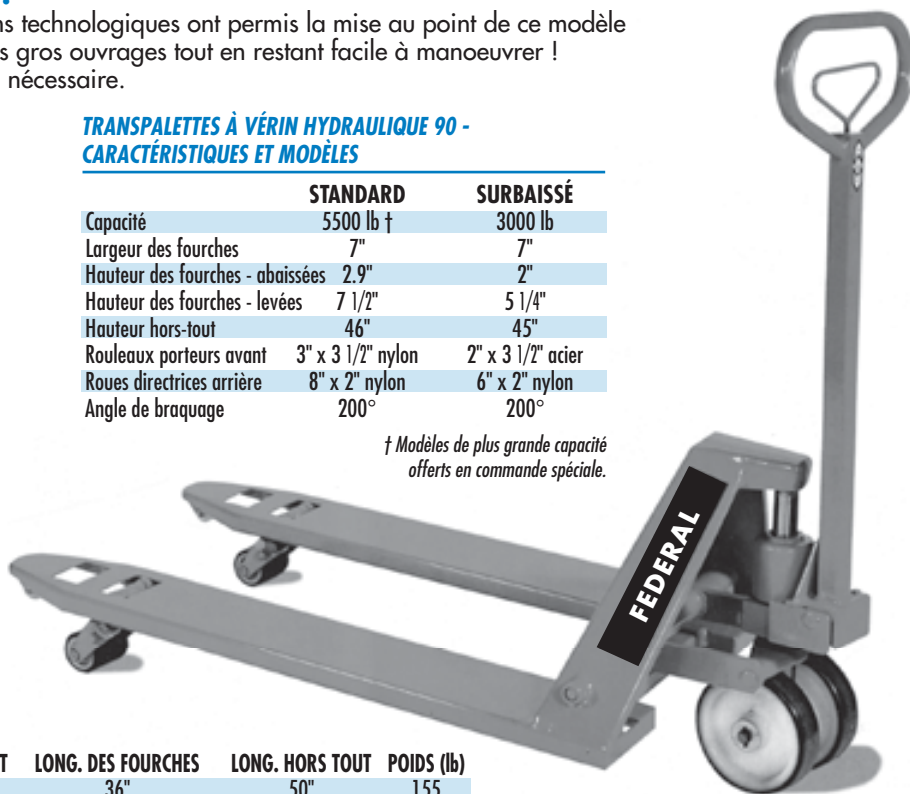 technologiques ont permis la mise au point de ce modèle
gros ouvrages tout en restant facile à manoeuvrer !
nécessaire.
TRANSPALETTES À VÉRIN HYDRAULIQUE 90 -
CARACTÉRISTIQUES ET MODÈLES
STANDARD SURBAISSÉ
Capacité 5500 lb † 3000 lb
Largeur des fourches 7" 7"
Hauteur des fourches - abaissées 2.9" 2"
Hauteur des fourches - levées 7 1/2" 5 1/4"
Hauteur hors-tout 46" 45"
Rouleaux porteurs avant 3" x 3 1/2" nylon 2" x 3 1/2" acier
Roues directrices arrière 8" x 2" nylon 6" x 2" nylon
Angle de braquage 200° 200°
† Modèles de plus grande capacité
offerts en commande spéciale.
FEDERAL
LONG. DES FOURCHES LONG. HORS TOUT POIDS (lb)
36" 50" 155